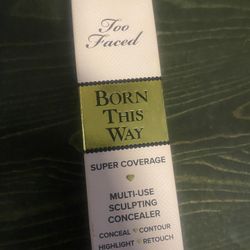 Too
Faced
BORN
THIS
WAY
SUPER COVERAGE
MULTI-USE
SCULPTING
CONCEALER
CONCEAL CONTOUR
HIGHLIGHT RETOUCH